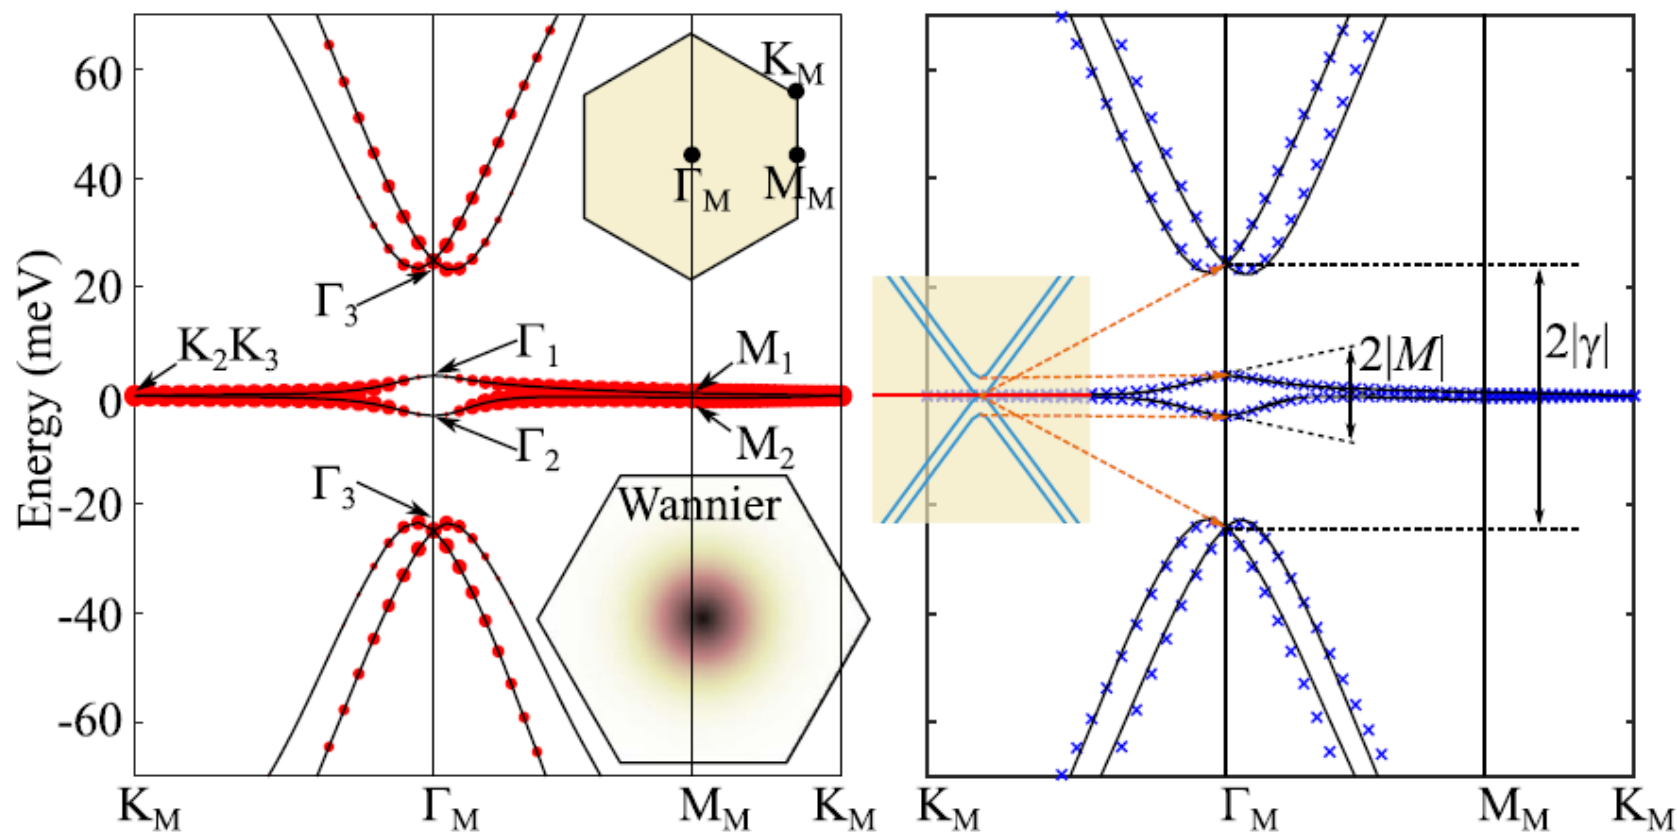 Energy (meV)
60
40
20
0
-20
-40
-60
K_M
Γ_M
M_M
K_M
Γ_3
K_2K_3
Γ_1
M_1
Γ_2
M_2
Γ_3
K_M
Γ_M
M_M
Wannier
2|M|
2|γ|
K_M
Γ_M
M_M
K_M